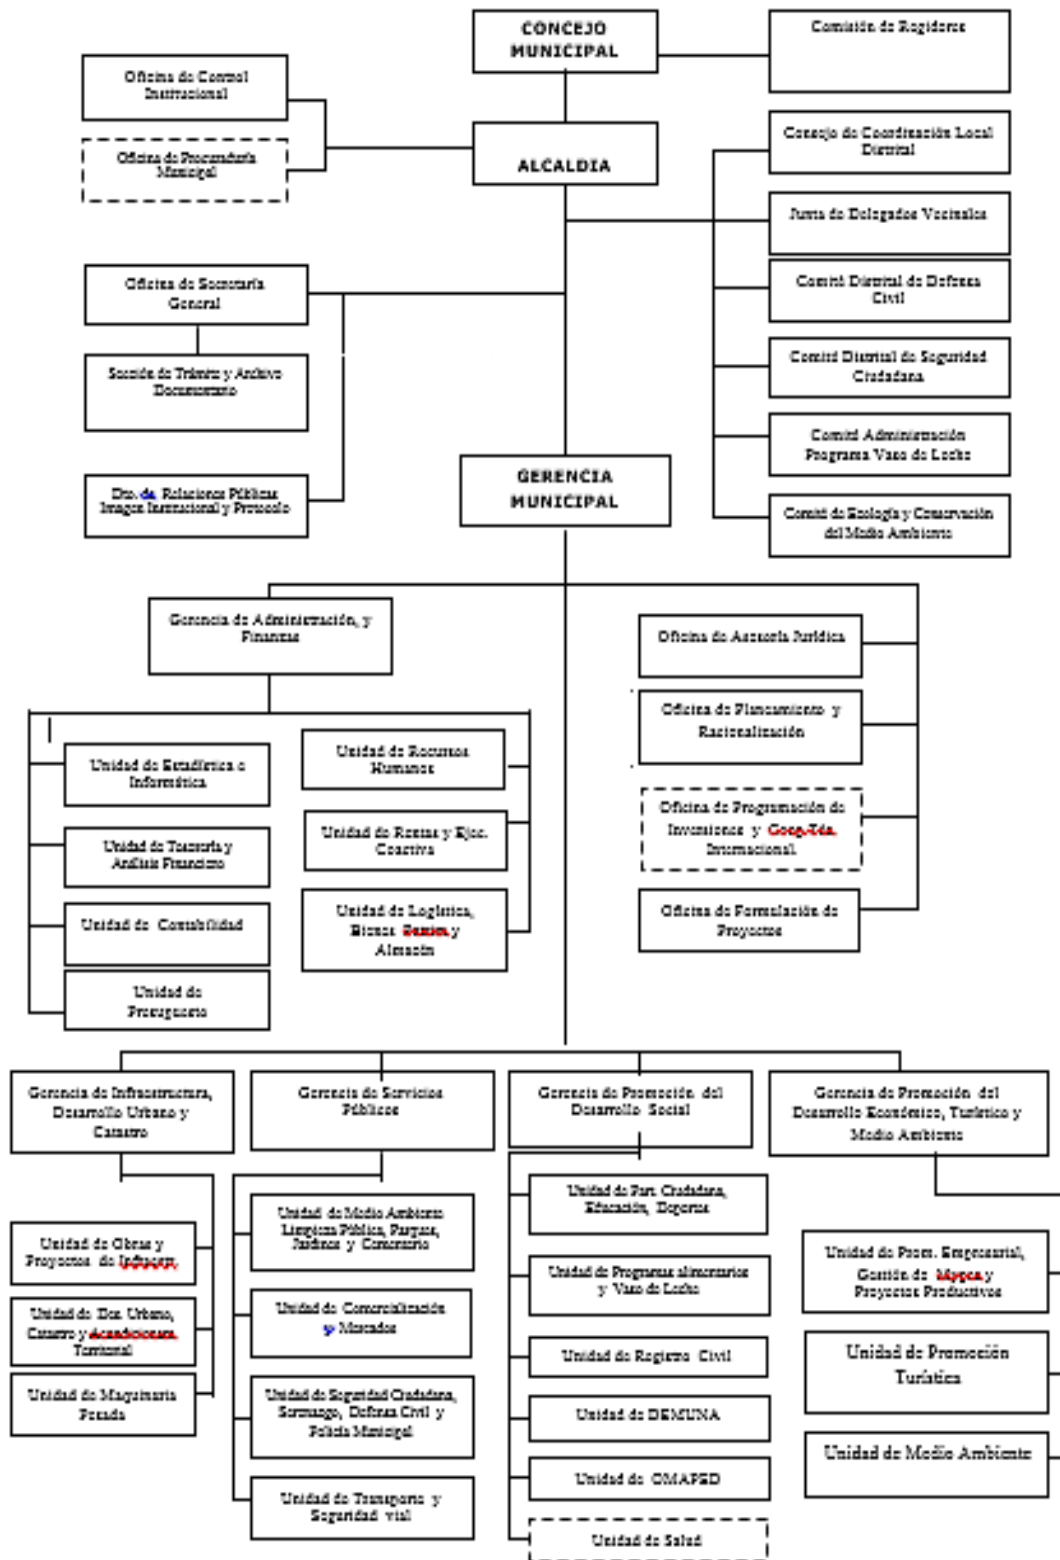 CONCEJO
MUNICIPAL
Comisión de Regidores
Oficina de Control
Institucional
Oficina de Procuraduría
Municipal
ALCALDIA
Consejo de Coordinación Local
Distrital
Junta de Delegados Vecinales
Comité Distrital de Defensa
Civil
Comité Distrital de Seguridad
Ciudadana
Comité Administración
Programa Vaso de Leche
Comité de Ecología y Conservación
del Medio Ambiente
Oficina de Secretaría
General
Sección de Trámite y Archivo
Documentario
Dto. de Relaciones Públicas
Imagen Institucional y Protocolo
GERENCIA
MUNICIPAL
Gerencia de Administración, y
Finanzas
Oficina de Asesoría Jurídica
Oficina de Planeamiento y
Racionalización
Oficina de Programación de
Inversiones y
Internacional.
Oficina de Formulación de
Proyectos
Unidad de Estadística e
Informática
Unidad de Tesorería y
Análisis Financiero
Unidad de Contabilidad
Unidad de
Presupuesto
Unidad de Recursos
Humanos
Unidad de Rentas y Ejec.
Coactiva
Unidad de Logística,
Bienes y
Almacén
Gerencia de Infraestructura,
Desarrollo Urbano y
Catastro
Unidad de Obras y
Proyectos de
Unidad de Des. Urbano,
Catastro y
Territorial
Unidad de Maquinaria
Pesada
Gerencia de Servicios
Públicos
Unidad de Medio Ambiente
Limpieza Pública, Parques,
Jardines y Cementerio
Unidad de Comercialización
y Mercados
Unidad de Seguridad Ciudadana,
Serenazgo, Defensa Civil y
Policía Municipal
Unidad de Transporte y
Seguridad vial
Gerencia de Promoción del
Desarrollo Social
Unidad de Part. Ciudadana,
Educación, Deportes
Unidad de Programas alimentarios
y Vaso de Leche
Unidad de Registro Civil
Unidad de DEMUNA
Unidad de OMAPED
Unidad de Salud
Gerencia de Promoción del
Desarrollo Económico, Turístico y
Medio Ambiente
Unidad de Prom. Empresarial,
Gestión de Mypes y
Proyectos Productivos
Unidad de Promoción
Turística
Unidad de Medio Ambiente